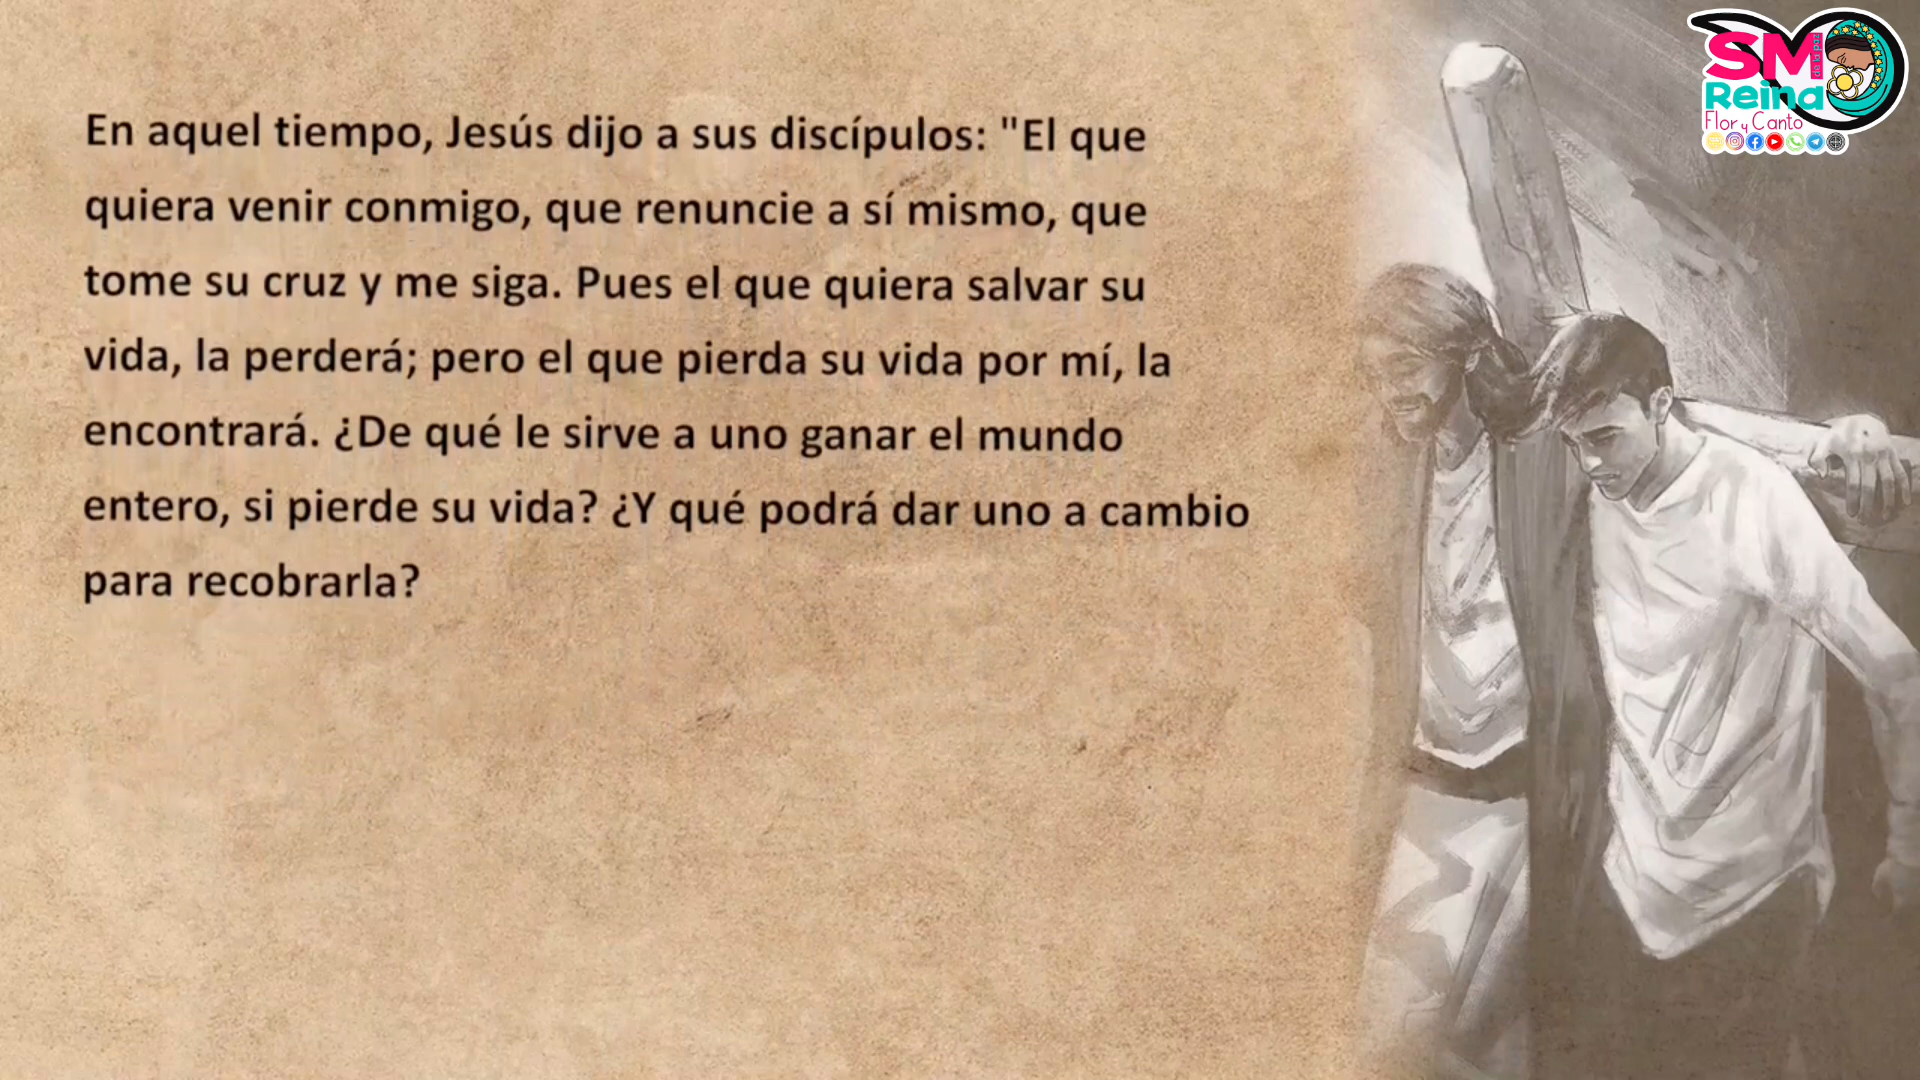 En aquel tiempo, Jesús dijo a sus discípulos: "El que
quiera venir conmigo, que renuncie a sí mismo, que
tome su cruz y me siga. Pues el que quiera salvar su
vida, la perderá; pero el que pierda su vida por mí, la
encontrará. ¿De qué le sirve a uno ganar el mundo
entero, si pierde su vida? ¿Y qué podrá dar uno a cambio
para recobrarla?
SM
de la paz
Reina
Flor y Canto